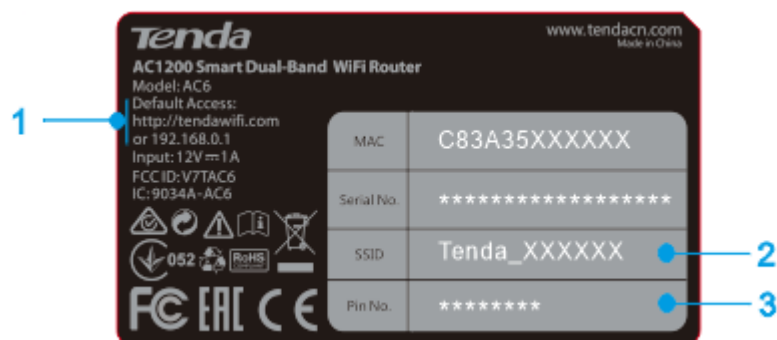 Tenda
www.tendacn.com
Made in China
AC1200 Smart Dual-Band WiFi Router
Model: AC6
Default Access:
http://tendawifi.com
or 192.168.0.1
Input: 12V⎓1A
FCC ID: V7TAC6
IC: 9034A-AC6
052
RoHS
FC EAC CE
MAC C83A35XXXXXX
Serial No. ******************
SSID Tenda_XXXXXX
Pin No. ********
1
2
3